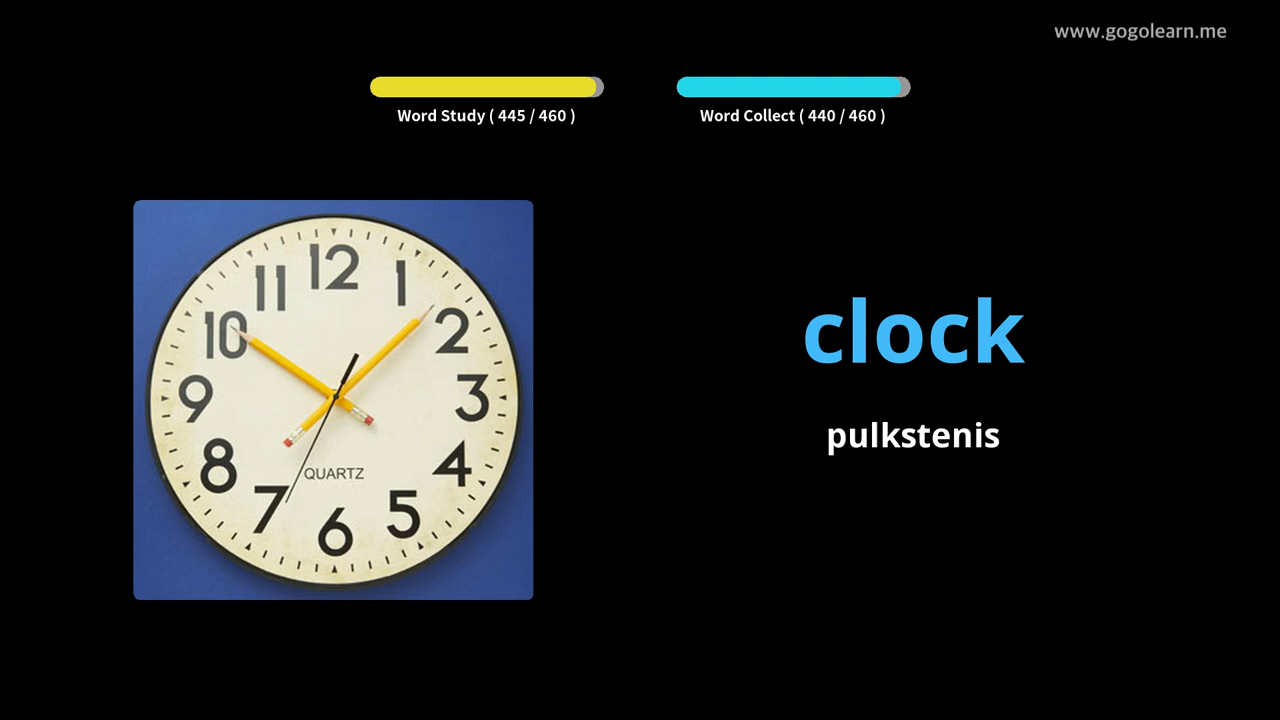 www.gogolearn.me
Word Study ( 445 / 460 )
Word Collect ( 440 / 460 )
12
11
1
10
2
9
3
8
4
QUARTZ
7
5
6
clock
pulkstenis